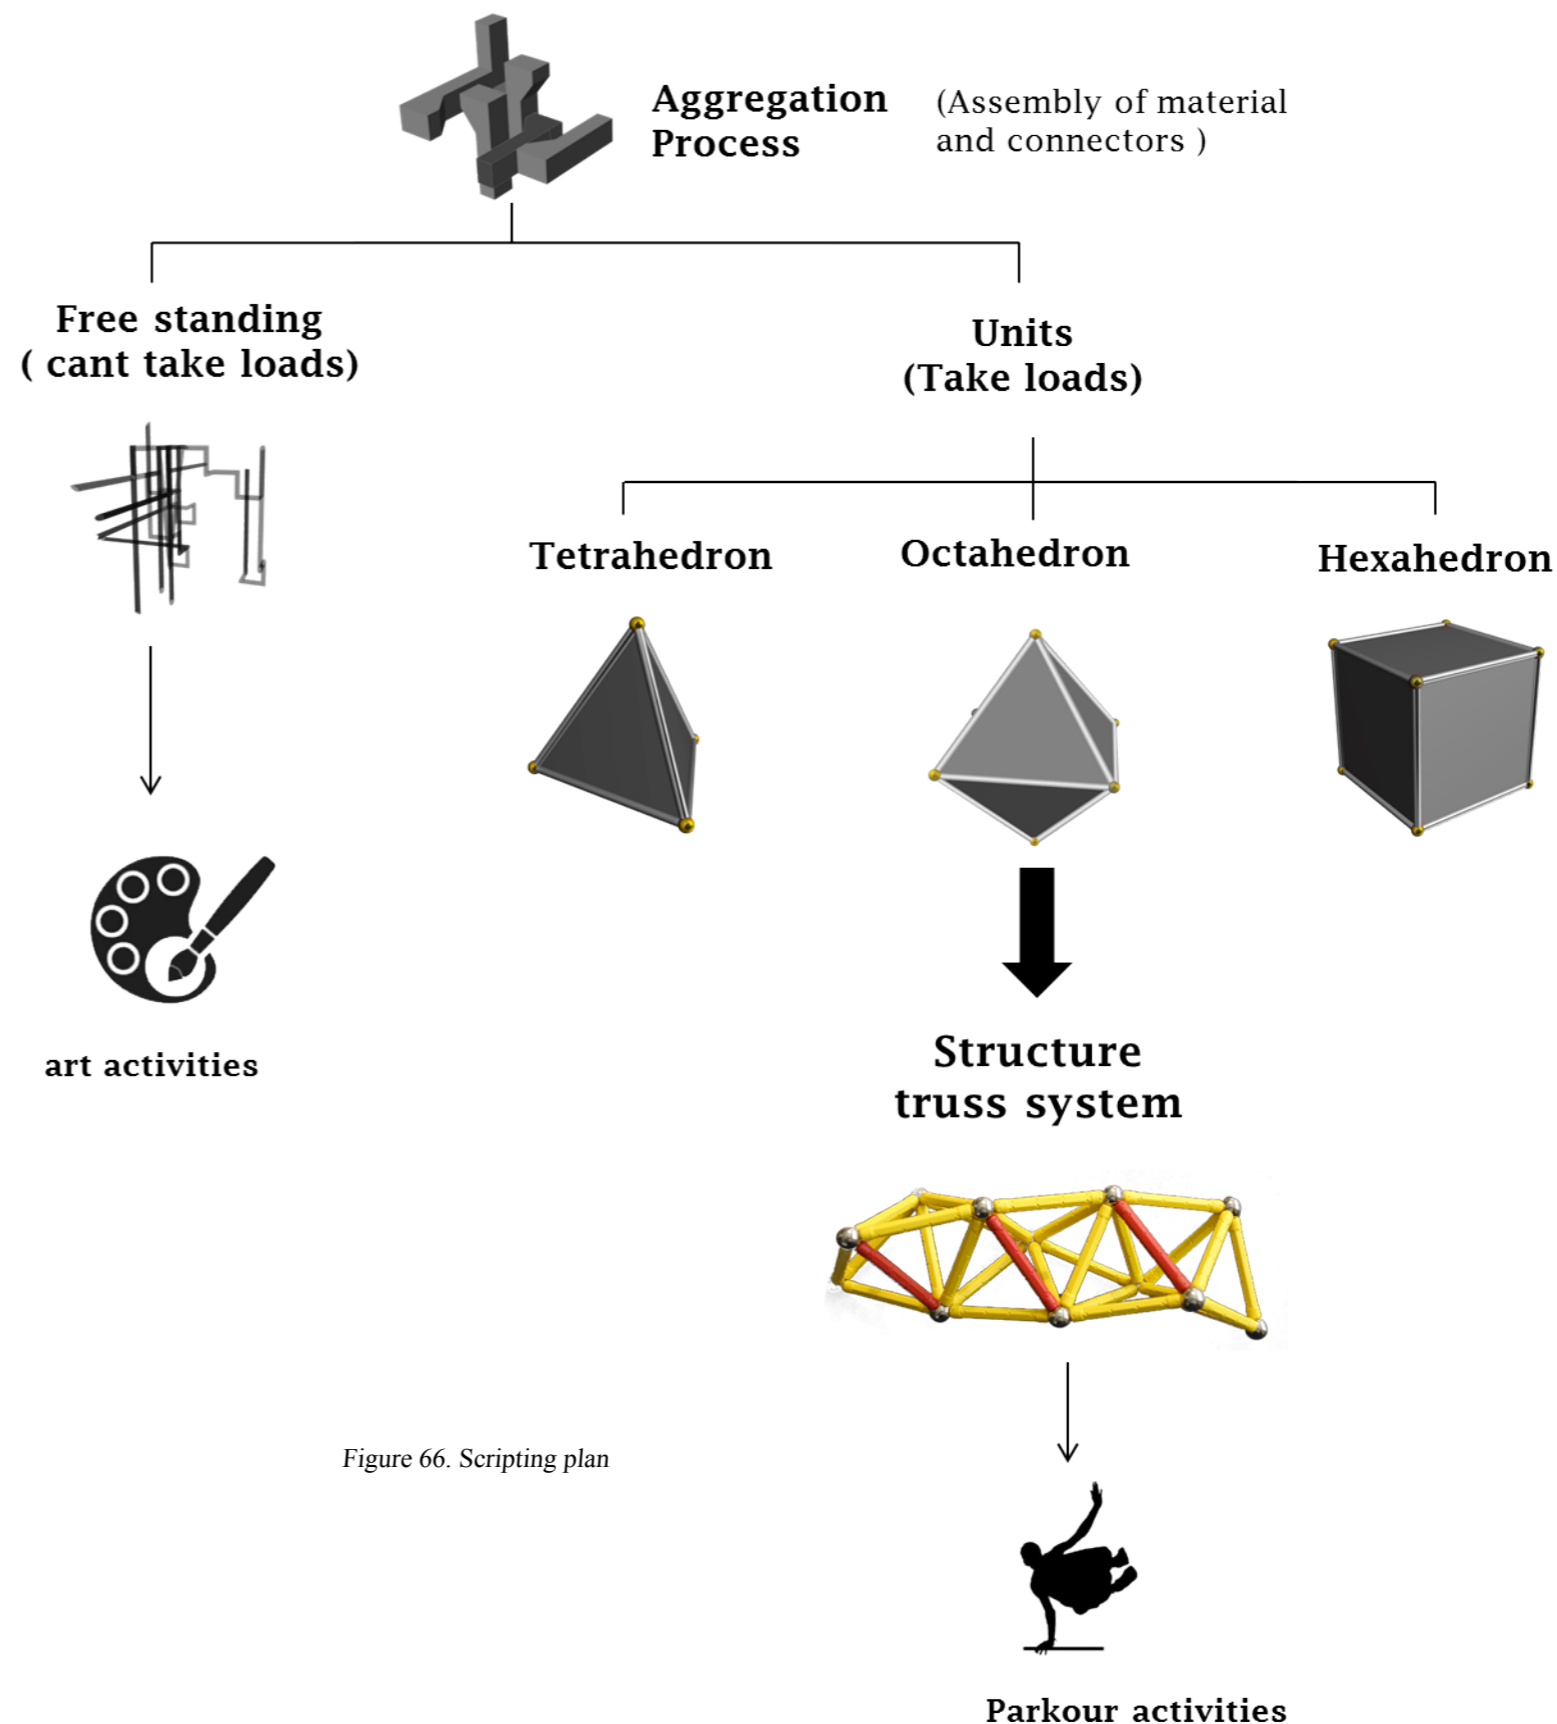 Aggregation
Process
(Assembly of material
and connectors )
Free standing
( cant take loads)
Units
(Take loads)
Tetrahedron
Octahedron
Hexahedron
art activities
Structure
truss system
Figure 66. Scripting plan
Parkour activities